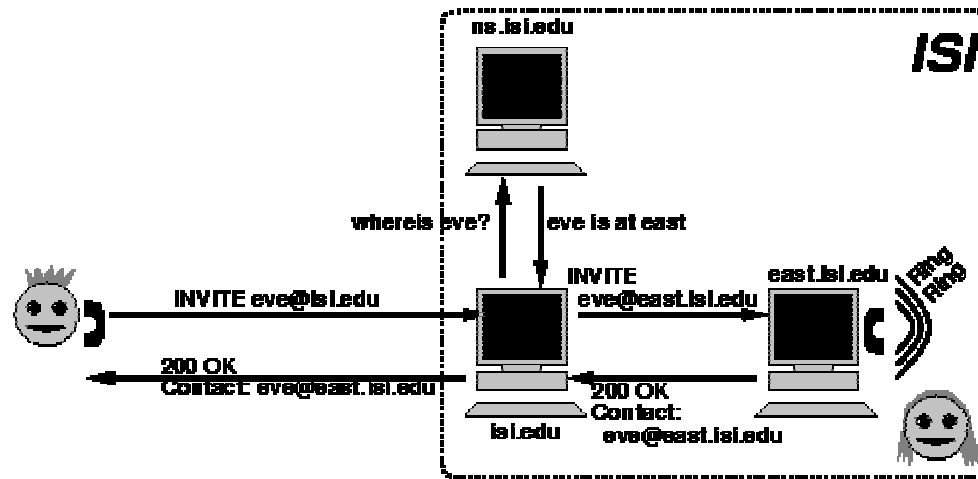 ns.isi.edu
ISI
whereis eve?
eve is at east
INVITE
eve@east.isi.edu
east.isi.edu
Ring
Ring
INVITE eve@isi.edu
200 OK
Contact: eve@east.isi.edu
200 OK
Contact:
eve@east.isi.edu
isi.edu